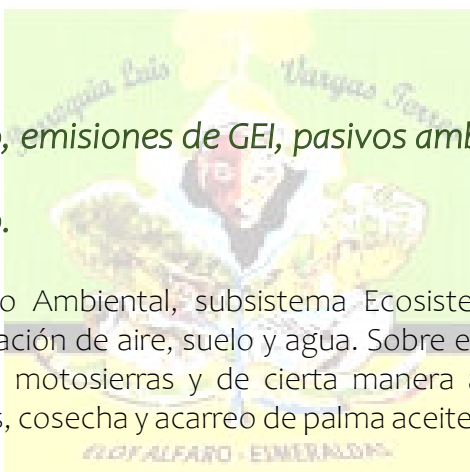 Parroquia Luis Vargas Torres
, emisiones de GEI, pasivos amb
o.
o Ambiental, subsistema Ecosiste
ación de aire, suelo y agua. Sobre e
motosierras y de cierta manera a
s, cosecha y acarreo de palma aceite
ELOY ALFARO - ESMERALDAS